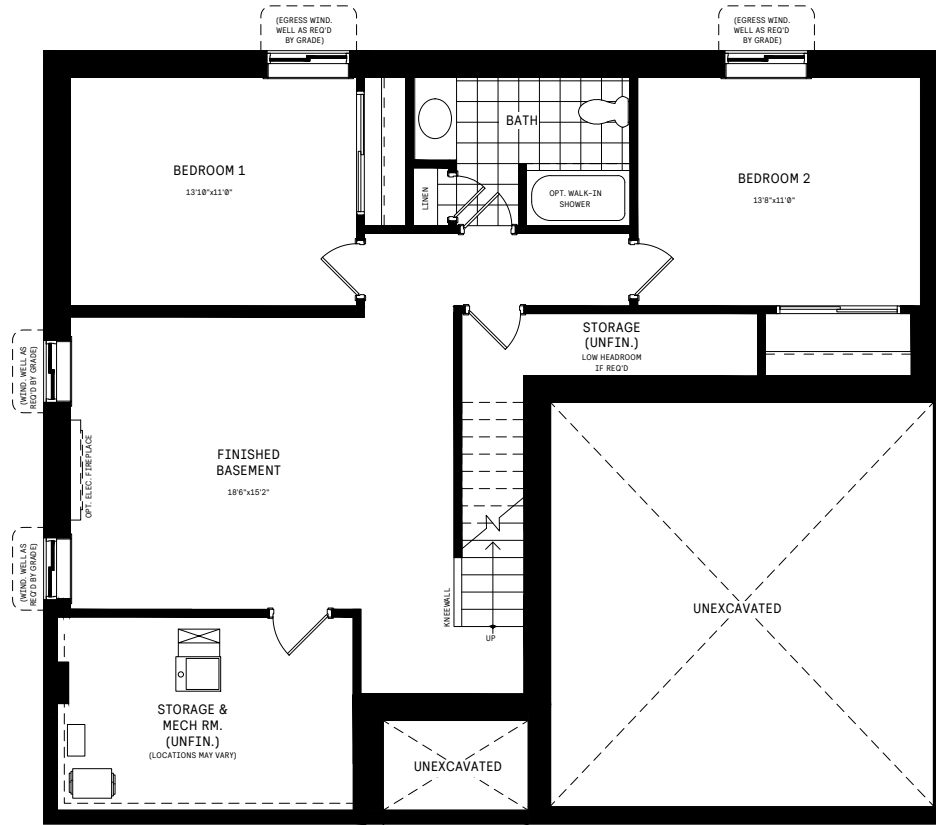 (EGRESS WIND.
WELL AS REQ'D
BY GRADE)
(EGRESS WIND.
WELL AS REQ'D
BY GRADE)
BATH
BEDROOM 1
13'10"x11'0"
LINEN
OPT. WALK-IN
SHOWER
BEDROOM 2
13'8"x11'0"
STORAGE
(UNFIN.)
LOW HEADROOM
IF REQ'D
(WIND. WELL AS
REQ'D BY GRADE)
OPT. ELEC. FIREPLACE
FINISHED
BASEMENT
18'6"x15'2"
(WIND. WELL AS
REQ'D BY GRADE)
KNEEWALL
UP
UNEXCAVATED
STORAGE &
MECH RM.
(UNFIN.)
(LOCATIONS MAY VARY)
UNEXCAVATED